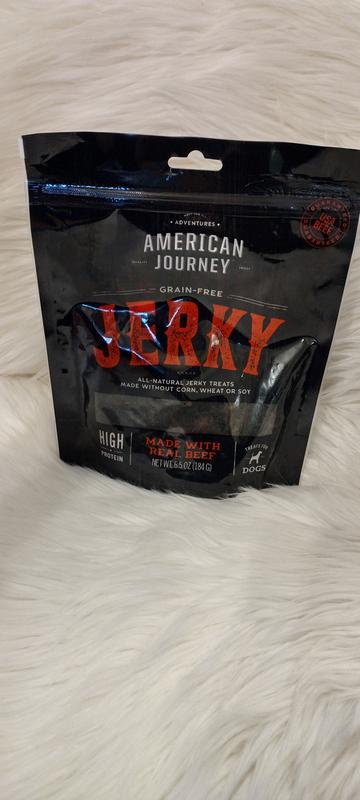 • ADVENTURES •
AMERICAN
JOURNEY
GRAIN-FREE
JERKY
ALL-NATURAL JERKY TREATS
MADE WITHOUT CORN, WHEAT OR SOY
HIGH
PROTEIN
MADE WITH
REAL BEEF
NET WT 6.5 OZ (184 G)
TREATS FOR
DOGS
USA
BEEF